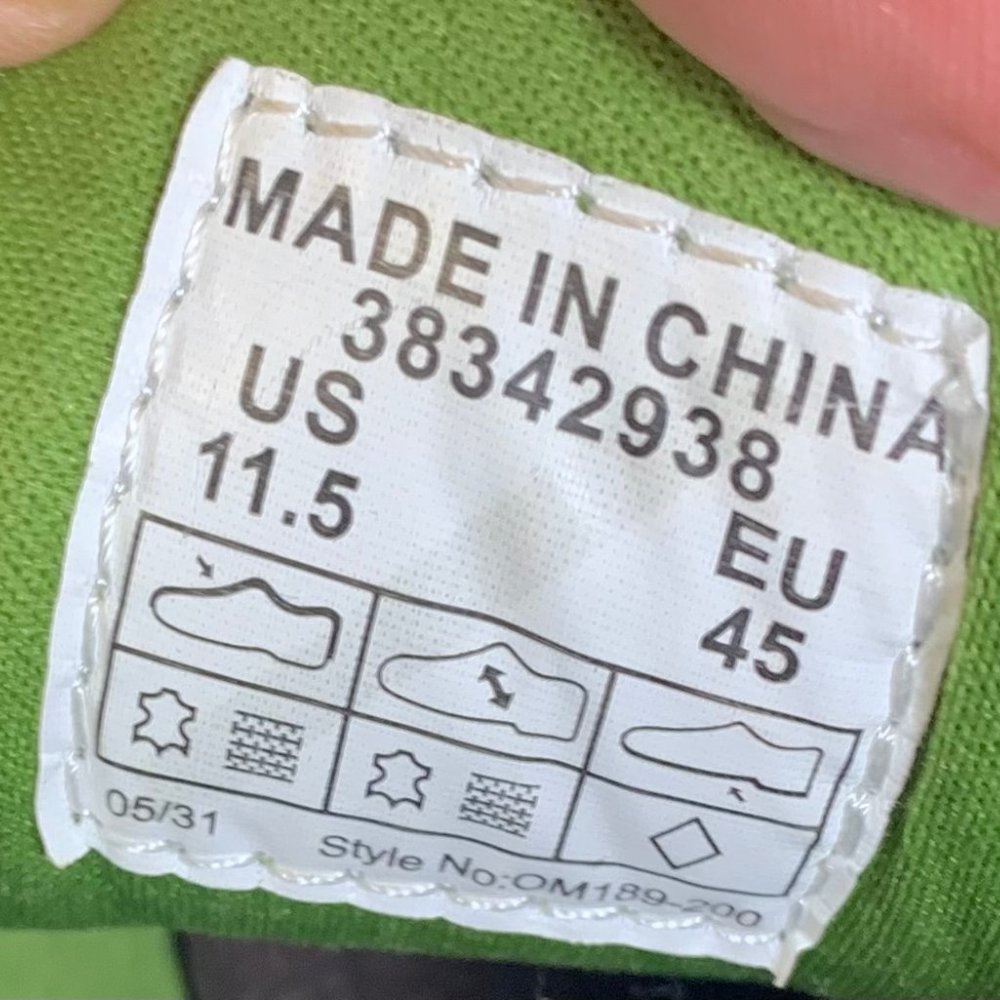 MADE IN CHINA
38342938
US EU
11.5 45
05/31
Style No:OM189-200